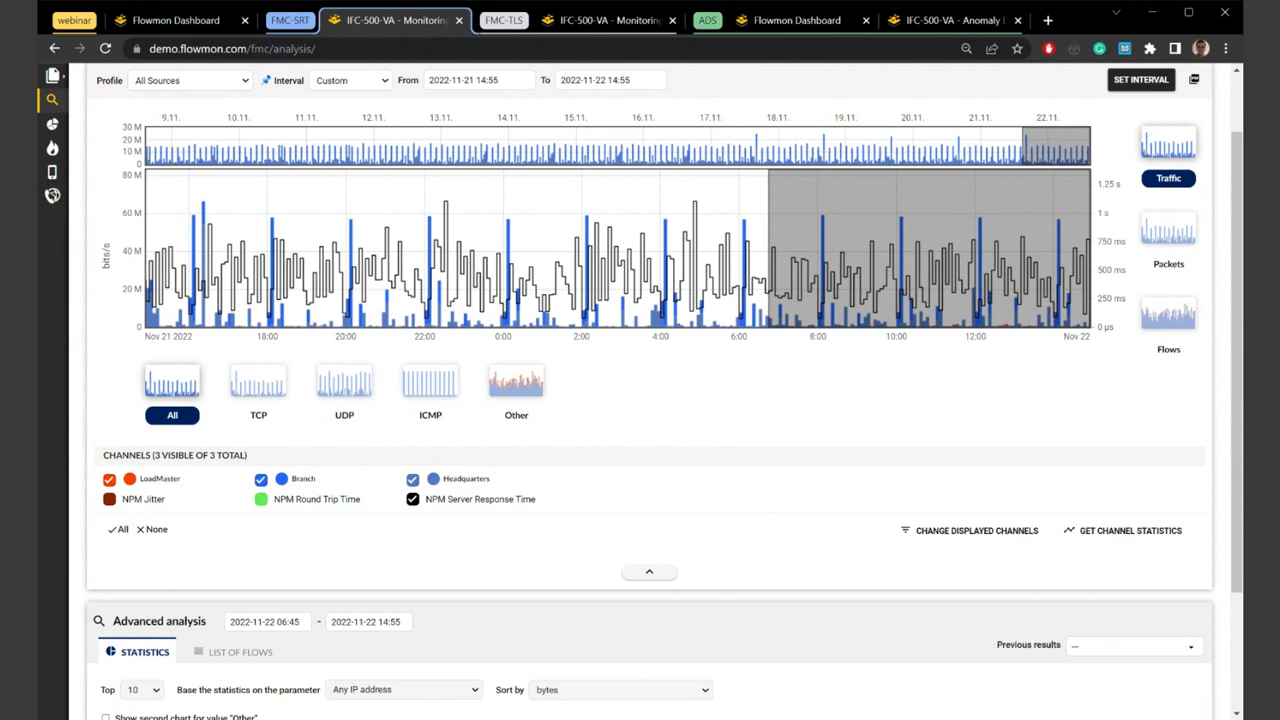 webinar Flowmon Dashboard FMC-SRT IFC-500-VA - Monitoring FMC-TLS IFC-500-VA - Monitoring ADS Flowmon Dashboard IFC-500-VA - Anomaly D
demo.flowmon.com/fmc/analysis/
Profile All Sources Interval Custom From 2022-11-21 14:55 To 2022-11-22 14:55 SET INTERVAL
9.11. 10.11. 11.11. 12.11. 13.11. 14.11. 15.11. 16.11. 17.11. 18.11. 19.11. 20.11. 21.11. 22.11.
30 M
20 M
10 M
0
80 M
60 M
40 M
20 M
0
bits/s
1.25 s
1 s
750 ms
500 ms
250 ms
0 µs
Nov 21 2022 18:00 20:00 22:00 0:00 2:00 4:00 6:00 8:00 10:00 12:00 Nov 22
Traffic
Packets
Flows
All TCP UDP ICMP Other
CHANNELS (3 VISIBLE OF 3 TOTAL)
LoadMaster Branch Headquarters
NPM Jitter NPM Round Trip Time NPM Server Response Time
All None CHANGE DISPLAYED CHANNELS GET CHANNEL STATISTICS
Advanced analysis 2022-11-22 06:45 - 2022-11-22 14:55
STATISTICS LIST OF FLOWS Previous results ---
Top 10 Base the statistics on the parameter Any IP address Sort by bytes
Show second chart for value "Other"